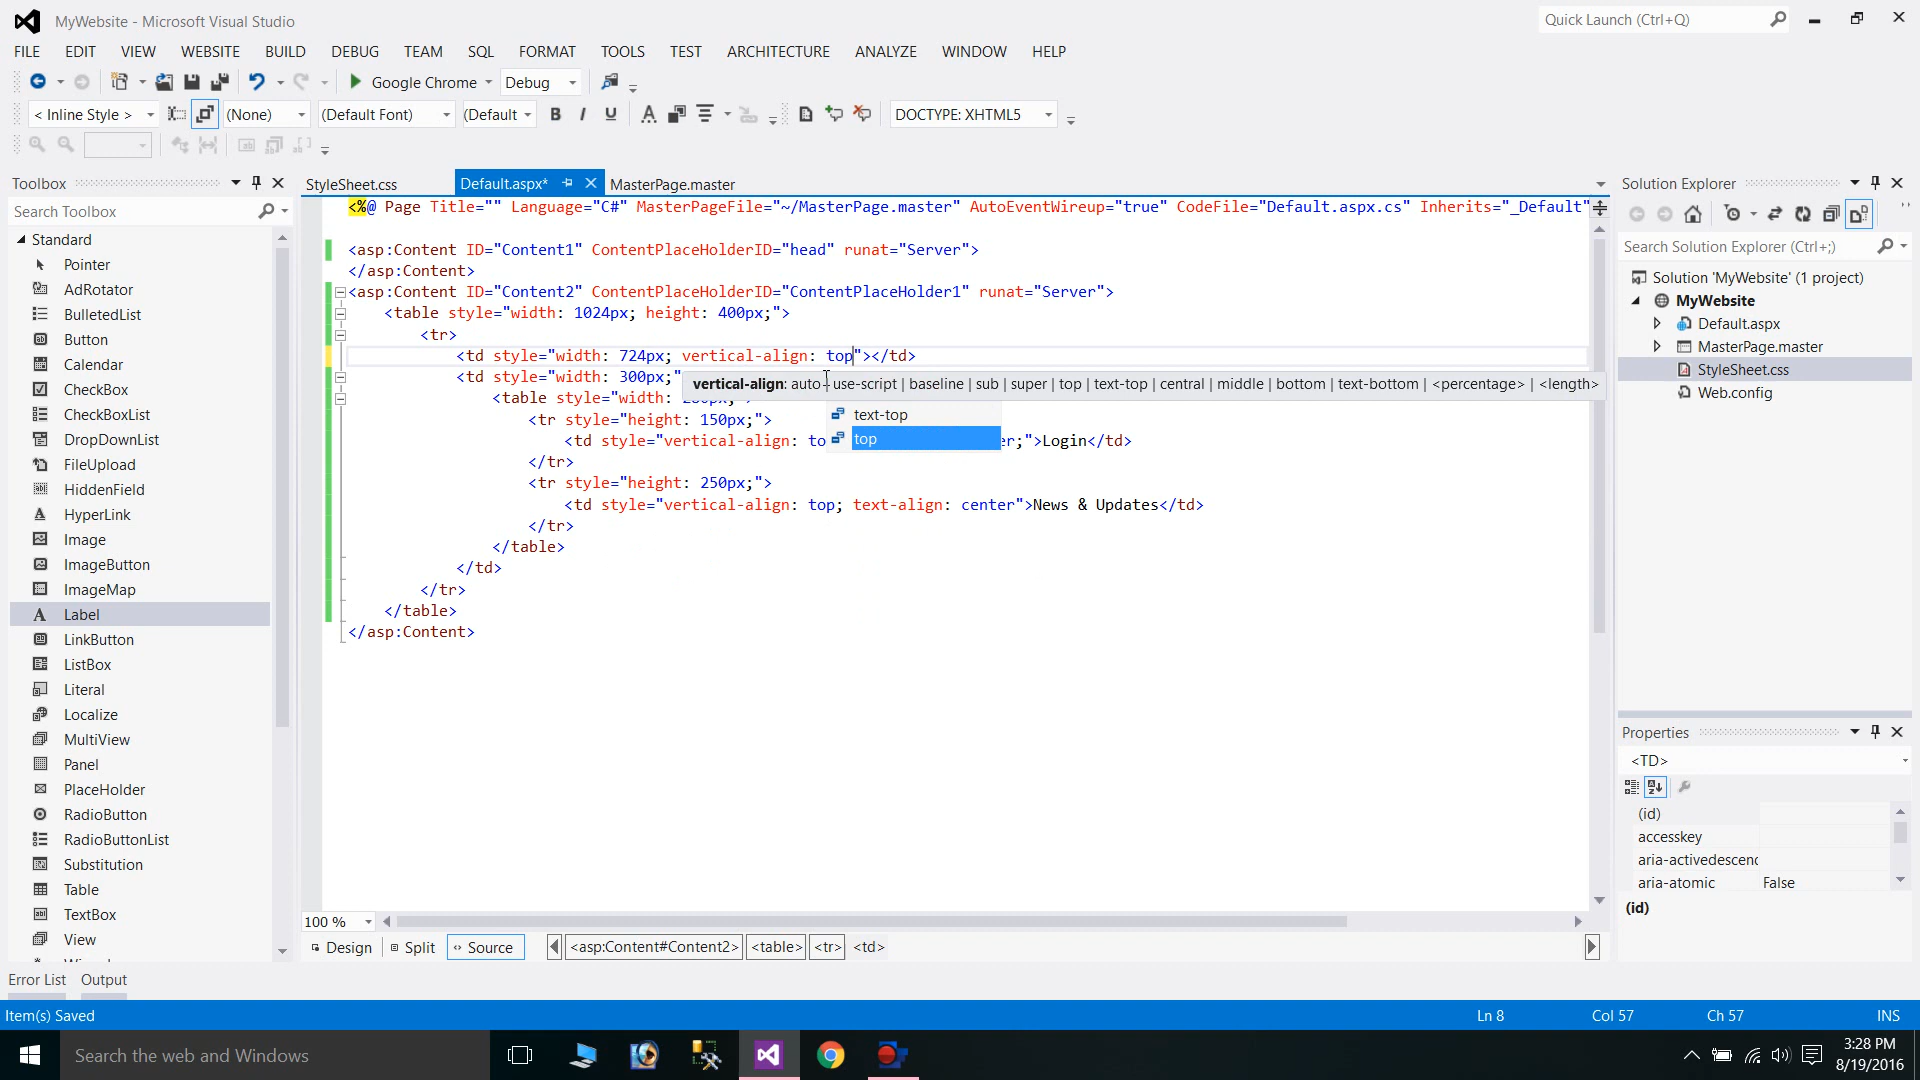 MyWebsite - Microsoft Visual Studio
Quick Launch (Ctrl+Q)
FILE EDIT VIEW WEBSITE BUILD DEBUG TEAM SQL FORMAT TOOLS TEST ARCHITECTURE ANALYZE WINDOW HELP
Google Chrome Debug
< Inline Style > (None) (Default Font) (Default B I U A DOCTYPE: XHTML5
Toolbox
StyleSheet.css Default.aspx* MasterPage.master
Search Toolbox
Standard
Pointer
AdRotator
BulletedList
Button
Calendar
CheckBox
CheckBoxList
DropDownList
FileUpload
HiddenField
HyperLink
Image
ImageButton
ImageMap
Label
LinkButton
ListBox
Literal
Localize
MultiView
Panel
PlaceHolder
RadioButton
RadioButtonList
Substitution
Table
TextBox
View
<%@ Page Title="" Language="C#" MasterPageFile="~/MasterPage.master" AutoEventWireup="true" CodeFile="Default.aspx.cs" Inherits="_Default"
<asp:Content ID="Content1" ContentPlaceHolderID="head" runat="Server">
</asp:Content>
<asp:Content ID="Content2" ContentPlaceHolderID="ContentPlaceHolder1" runat="Server">
<table style="width: 1024px; height: 400px;">
<tr>
<td style="width: 724px; vertical-align: top"></td>
<td style="width: 300px;"
vertical-align: auto | use-script | baseline | sub | super | top | text-top | central | middle | bottom | text-bottom | <percentage> | <length>
<table style="width:
text-top
top
<tr style="height: 150px;">
<td style="vertical-align: to er;">Login</td>
</tr>
<tr style="height: 250px;">
<td style="vertical-align: top; text-align: center">News & Updates</td>
</tr>
</table>
</td>
</tr>
</table>
</asp:Content>
100 %
Design Split Source <asp:Content#Content2> <table> <tr> <td>
Solution Explorer
Search Solution Explorer (Ctrl+;)
Solution 'MyWebsite' (1 project)
MyWebsite
Default.aspx
MasterPage.master
StyleSheet.css
Web.config
Properties
<TD>
(id)
accesskey
aria-activedescend
aria-atomic False
(id)
Error List Output
Item(s) Saved Ln 8 Col 57 Ch 57 INS
Search the web and Windows
3:28 PM
8/19/2016